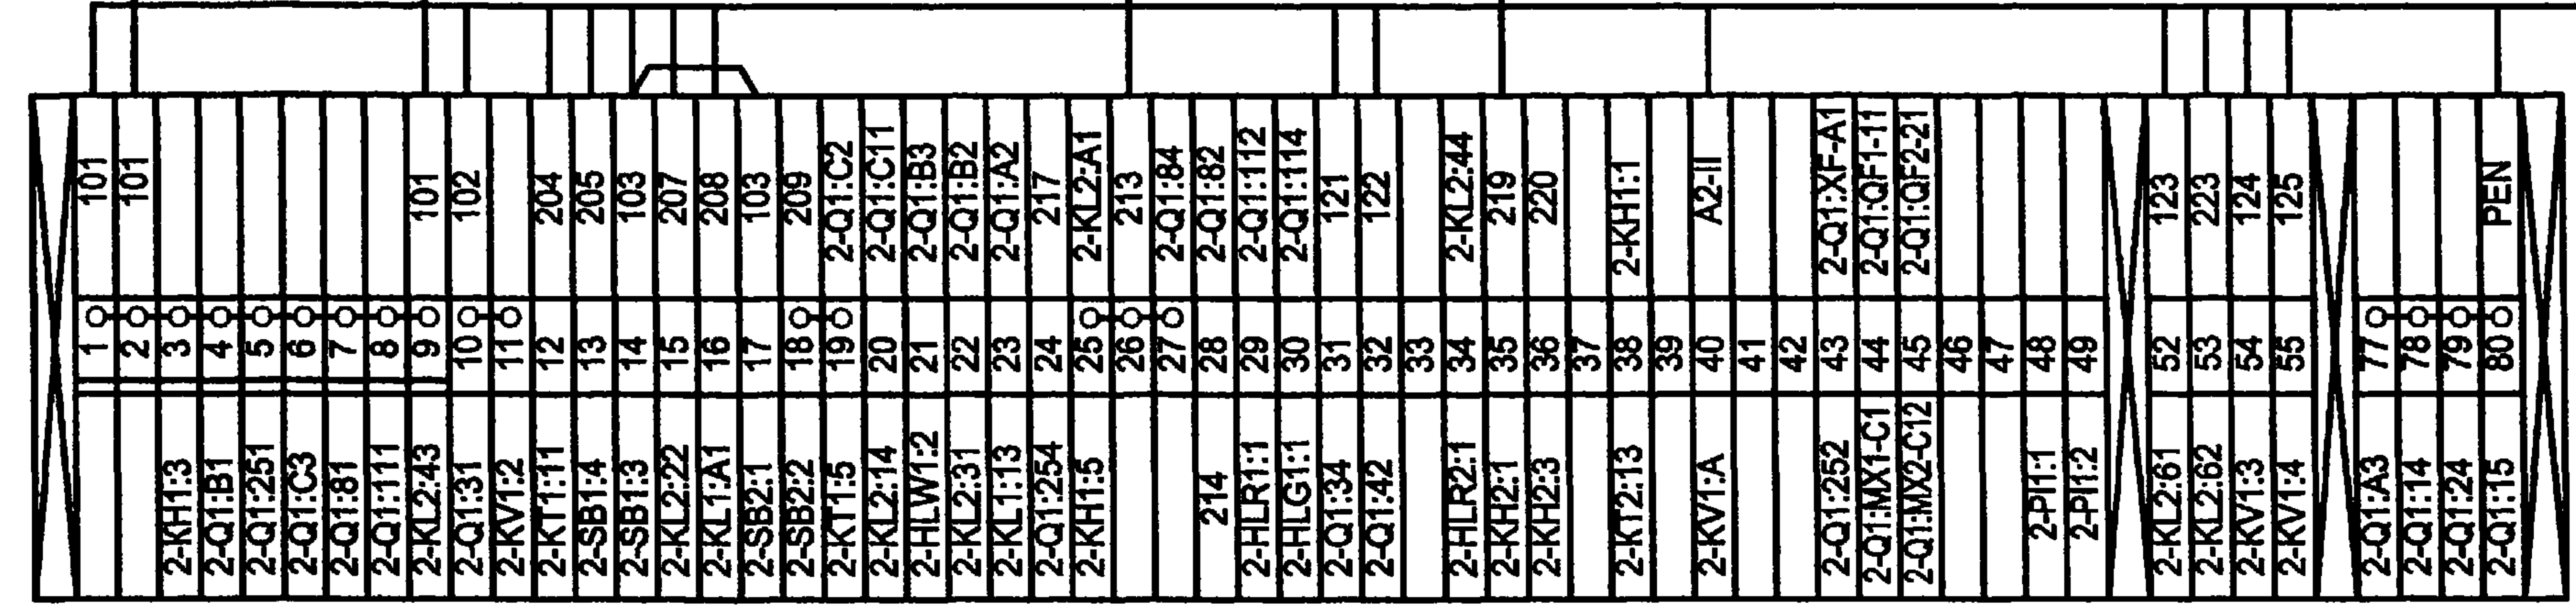 101 1
101 2
3 2-KH1:3
4 2-Q1:B1
5 2-Q1:251
6 2-Q1:C3
7 2-Q1:81
8 2-Q1:111
101 9 2-KL2:43
102 10 2-Q1:31
11 2-KV1:2
204 12 2-KT1:11
205 13 2-SB1:4
103 14 2-SB1:3
207 15 2-KL2:22
208 16 2-KL1:A1
103 17 2-SB2:1
209 18 2-SB2:2
2-Q1:C2 19 2-KT1:5
2-Q1:C11 20 2-KL2:14
2-Q1:B3 21 2-HLW1:2
2-Q1:B2 22 2-KL2:31
2-Q1:A2 23 2-KL1:13
217 24 2-Q1:254
2-KL2:A1 25 2-KH1:5
213 26
2-Q1:84 27
2-Q1:82 28 214
2-Q1:112 29 2-HLR1:1
2-Q1:114 30 2-HLG1:1
121 31 2-Q1:34
122 32 2-Q1:42
33
2-KL2:44 34 2-HLR2:1
219 35 2-KH2:1
220 36 2-KH2:3
37
2-KH1:1 38 2-KT2:13
39
A2-II 40 2-KV1:A
41
42
2-Q1:XF-A1 43 2-Q1:252
2-Q1:QF1-11 44 2-Q1:MX1-C1
2-Q1:QF2-21 45 2-Q1:MX2-C12
46
47
48 2-PI1:1
49 2-PI1:2
123 52 2-KL2:61
223 53 2-KL2:62
124 54 2-KV1:3
125 55 2-KV1:4
77 2-Q1:A3
78 2-Q1:14
79 2-Q1:24
PEN 80 2-Q1:15